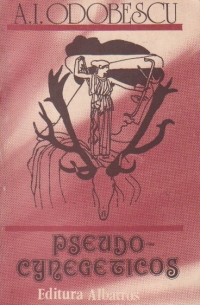 A.I. ODOBESCU
PSEUDO-
CYNEGETICOS
Editura Albatros